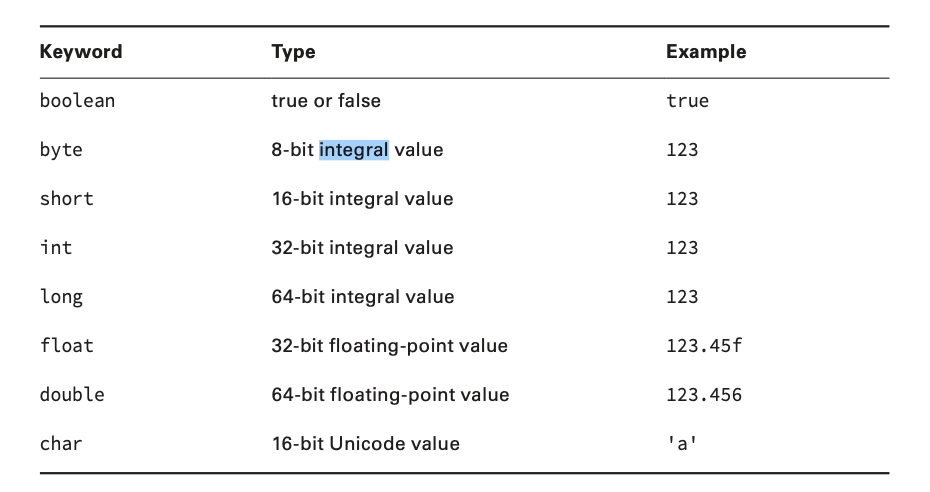 Keyword Type Example
boolean true or false true
byte 8-bit integral value 123
short 16-bit integral value 123
int 32-bit integral value 123
long 64-bit integral value 123
float 32-bit floating-point value 123.45f
double 64-bit floating-point value 123.456
char 16-bit Unicode value 'a'